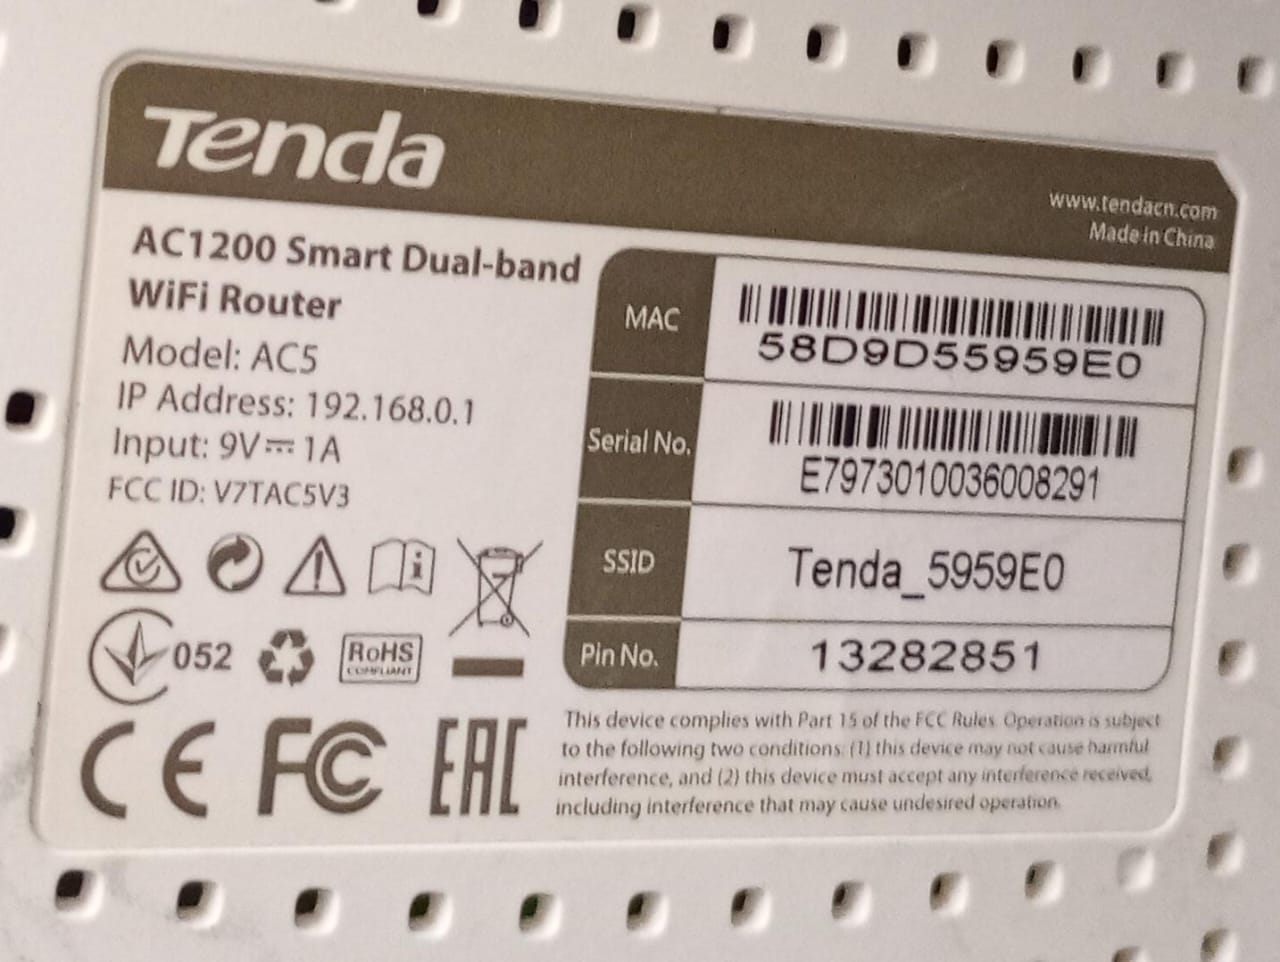 Tenda
www.tendacn.com
Made in China
AC1200 Smart Dual-band
WiFi Router
Model: AC5
IP Address: 192.168.0.1
Input: 9V⎓1A
FCC ID: V7TAC5V3
052
RoHS
COMPLIANT
CE FC EAC
MAC
58D9D55959E0
Serial No.
E7973010036008291
SSID
Tenda_5959E0
Pin No.
13282851
This device complies with Part 15 of the FCC Rules. Operation is subject
to the following two conditions: (1) this device may not cause harmful
interference, and (2) this device must accept any interference received,
including interference that may cause undesired operation.